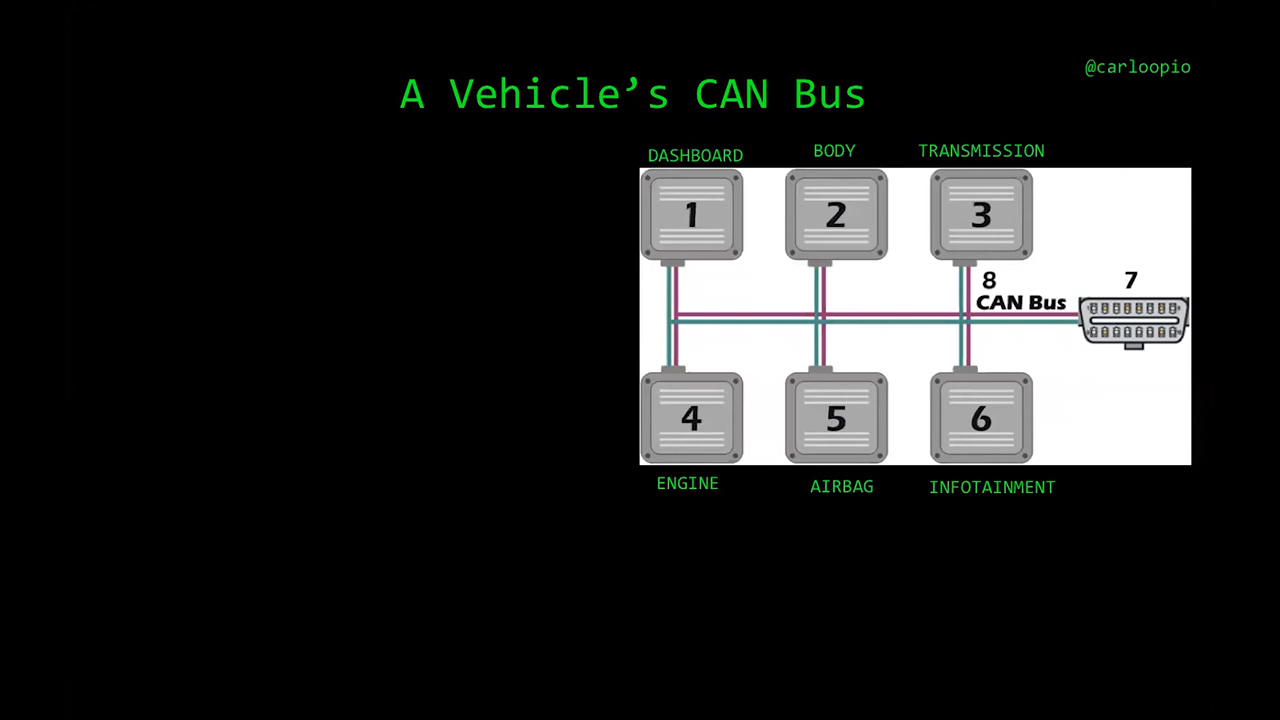 @carloopio
A Vehicle’s CAN Bus
DASHBOARD
BODY
TRANSMISSION
1
2
3
8
7
CAN Bus
4
5
6
ENGINE
AIRBAG
INFOTAINMENT